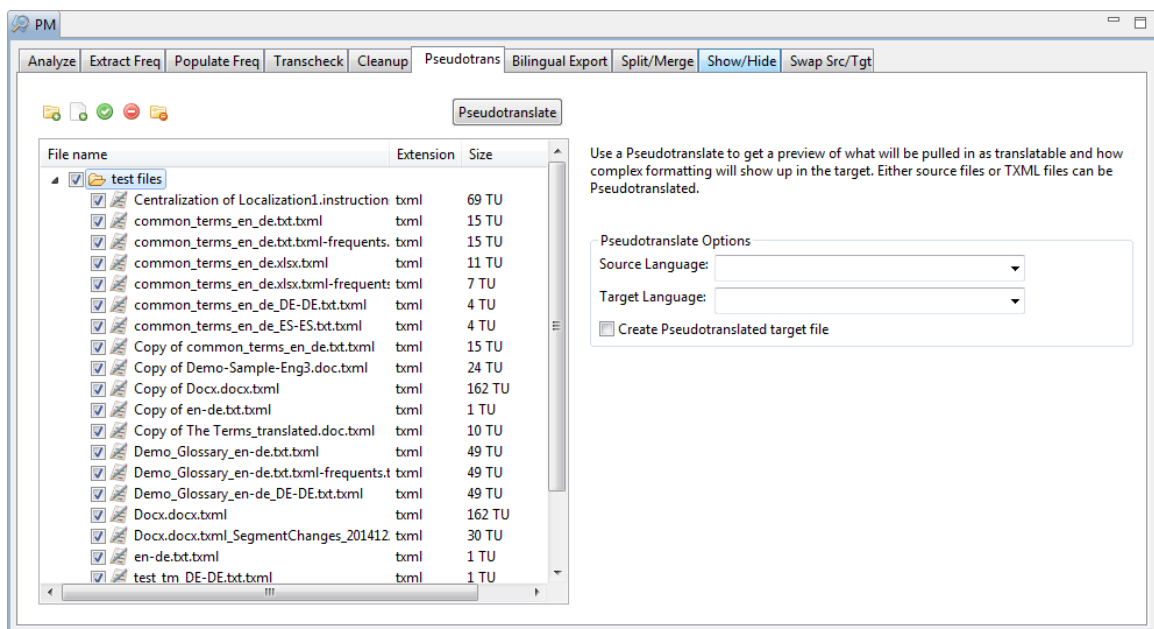 PM
Analyze Extract Freq Populate Freq Transcheck Cleanup Pseudotrans Bilingual Export Split/Merge Show/Hide Swap Src/Tgt
Pseudotranslate
File name Extension Size
test files
Centralization of Localization1.instruction txml 69 TU
common_terms_en_de.txt.txml txml 15 TU
common_terms_en_de.txt.txml-frequents. txml 15 TU
common_terms_en_de.xlsx.txml txml 11 TU
common_terms_en_de.xlsx.txml-frequents txml 7 TU
common_terms_en_de_DE-DE.txt.txml txml 4 TU
common_terms_en_de_ES-ES.txt.txml txml 4 TU
Copy of common_terms_en_de.txt.txml txml 15 TU
Copy of Demo-Sample-Eng3.doc.txml txml 24 TU
Copy of Docx.docx.txml txml 162 TU
Copy of en-de.txt.txml txml 1 TU
Copy of The Terms_translated.doc.txml txml 10 TU
Demo_Glossary_en-de.txt.txml txml 49 TU
Demo_Glossary_en-de.txt.txml-frequents.t txml 49 TU
Demo_Glossary_en-de_DE-DE.txt.txml txml 49 TU
Docx.docx.txml txml 162 TU
Docx.docx.txml_SegmentChanges_201412 txml 30 TU
en-de.txt.txml txml 1 TU
test_tm_DE-DE.txt.txml txml 1 TU
Use a Pseudotranslate to get a preview of what will be pulled in as translatable and how
complex formatting will show up in the target. Either source files or TXML files can be
Pseudotranslated.
Pseudotranslate Options
Source Language:
Target Language:
Create Pseudotranslated target file